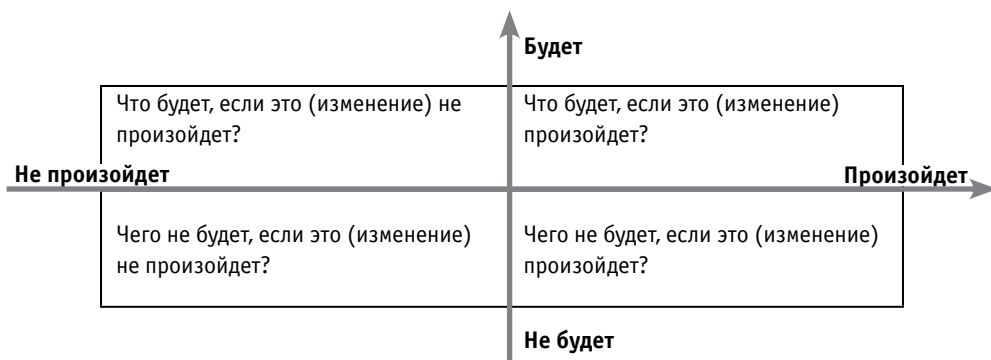 Будет
Что будет, если это (изменение) не
произойдет?
Что будет, если это (изменение)
произойдет?
Не произойдет
Произойдет
Чего не будет, если это (изменение)
не произойдет?
Чего не будет, если это (изменение)
произойдет?
Не будет